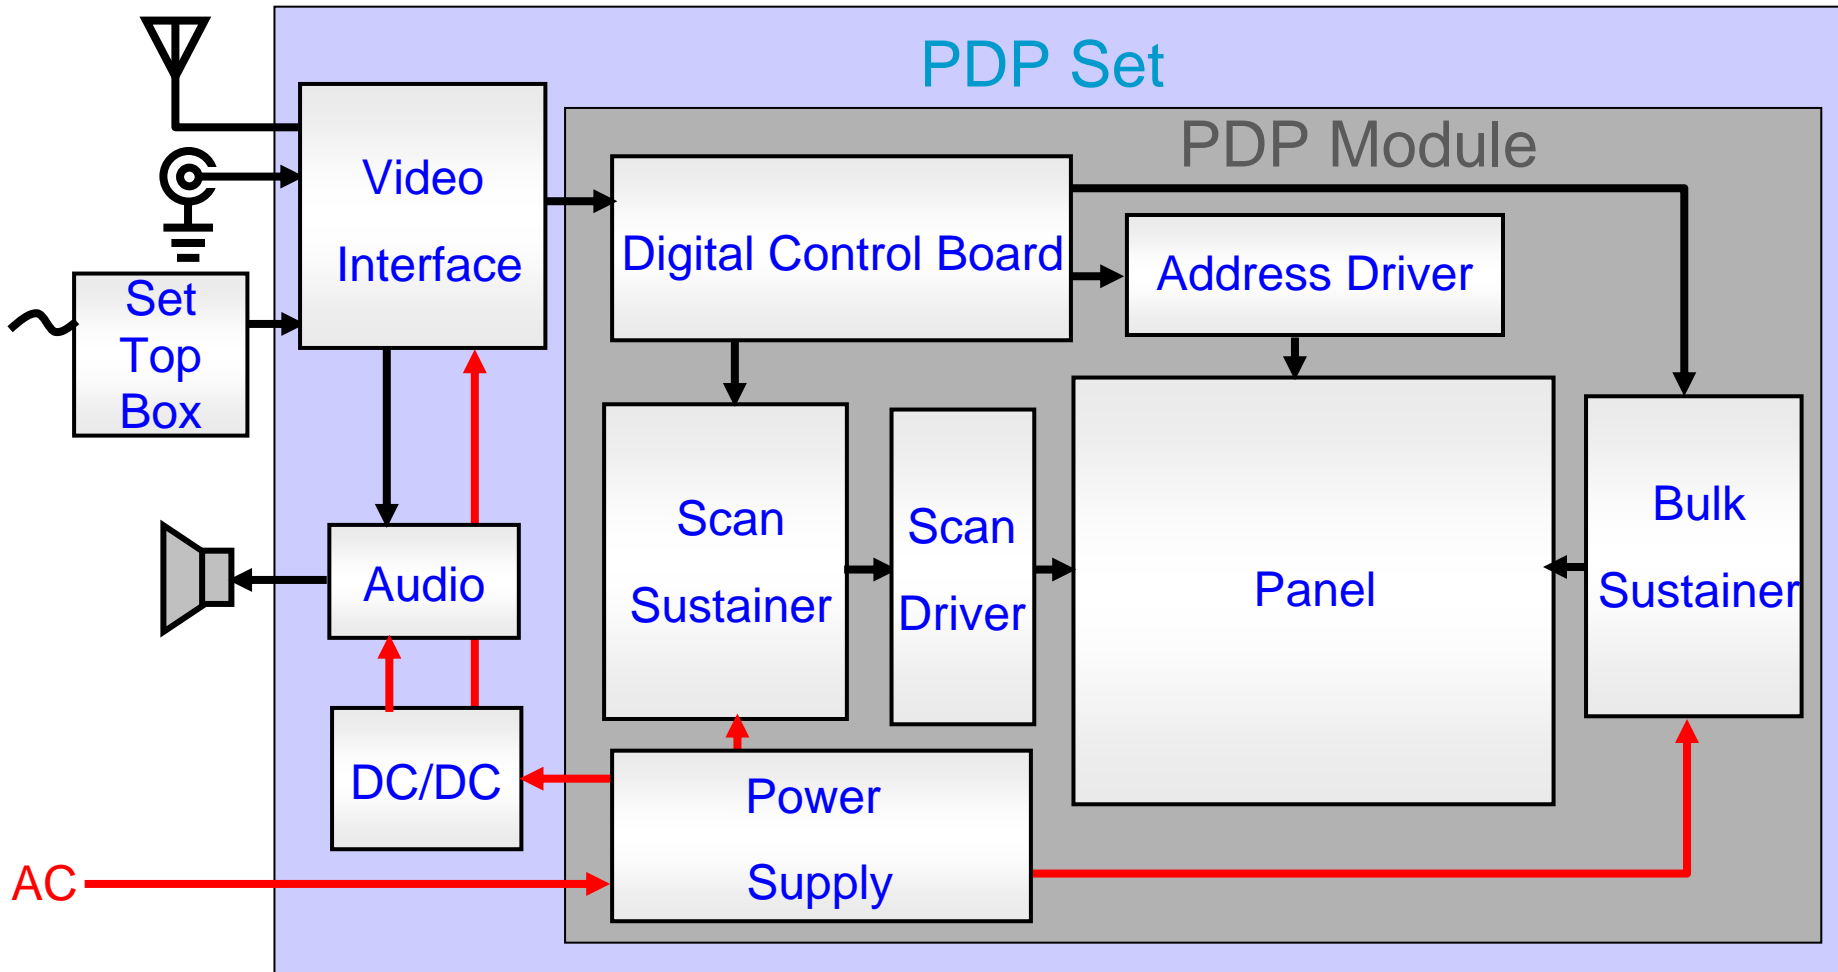 PDP Set
PDP Module
Video
Interface
Digital Control Board
Address Driver
Set
Top
Box
Scan
Sustainer
Scan
Driver
Panel
Bulk
Sustainer
Audio
DC/DC
Power
Supply
AC